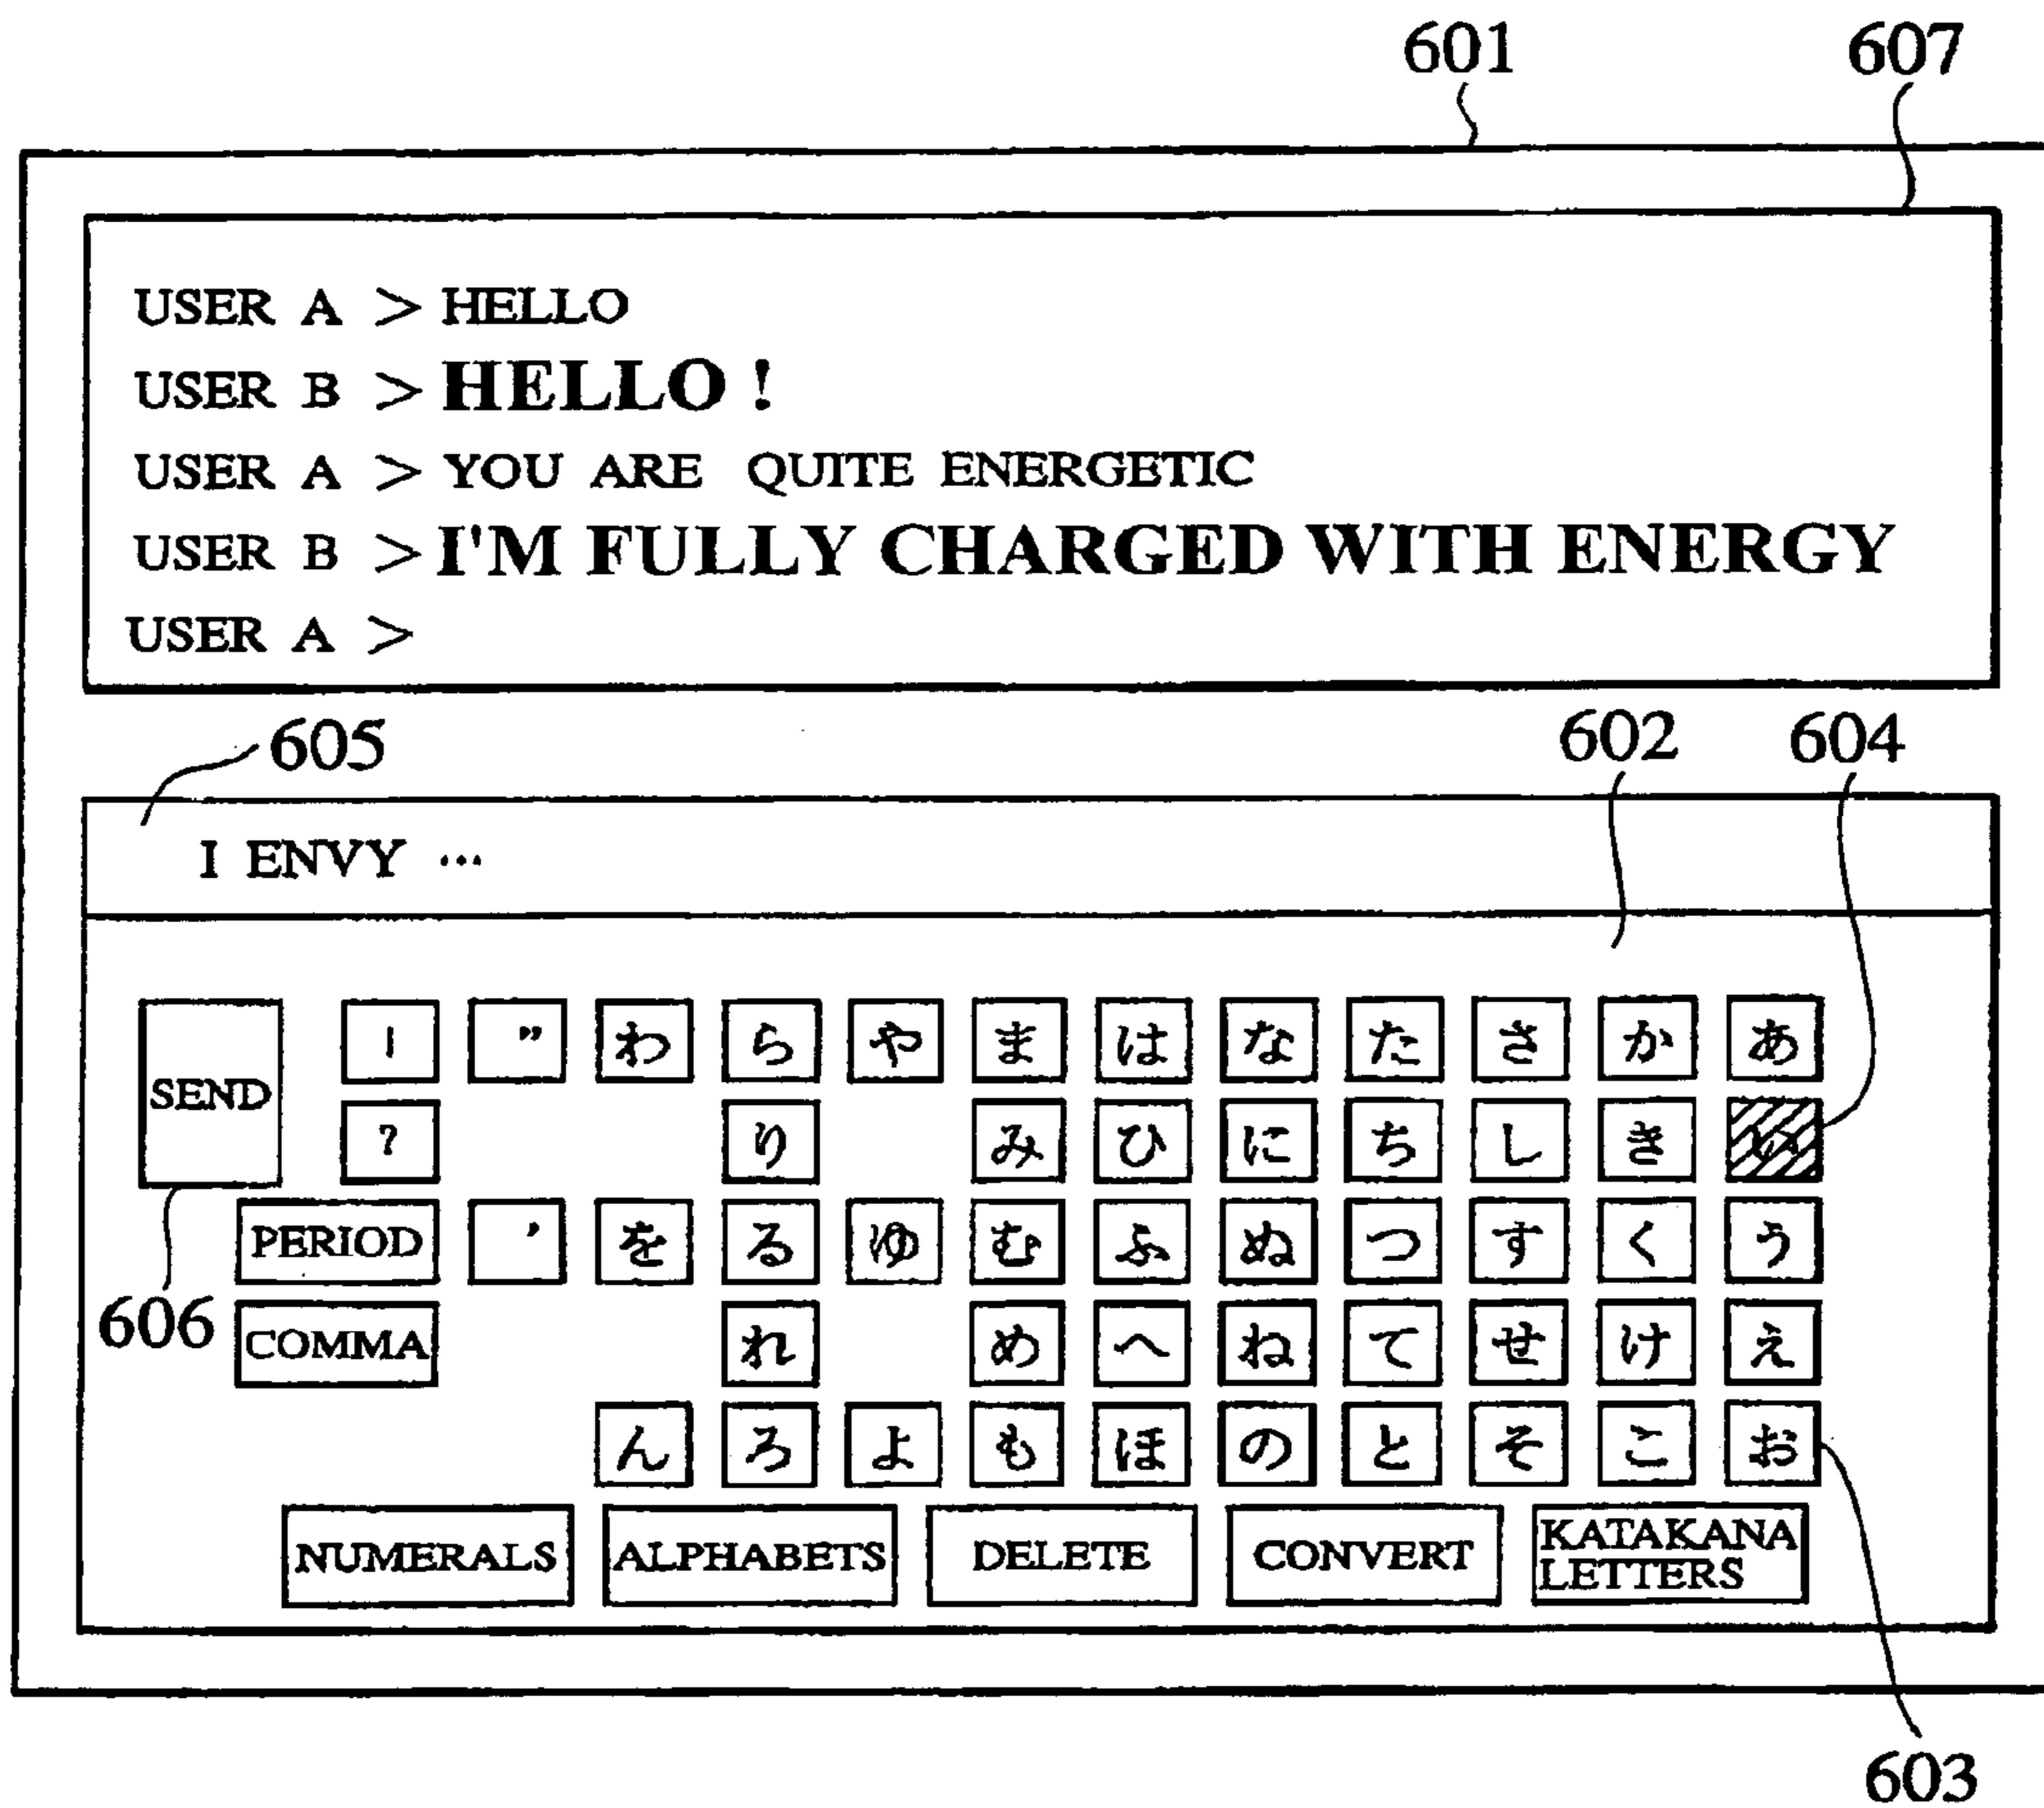 601
607
USER A > HELLO
USER B > HELLO !
USER A > YOU ARE QUITE ENERGETIC
USER B > I'M FULLY CHARGED WITH ENERGY
USER A >
605
602
604
I ENVY ...
SEND
ー " わ ら や ま は な た さ か あ
? り み ひ に ち し き い
PERIOD ' を る ゆ む ふ ぬ つ す く う
606
COMMA れ め へ ね て せ け え
ん ろ よ も ほ の と そ こ お
NUMERALS ALPHABETS DELETE CONVERT KATAKANA LETTERS
603